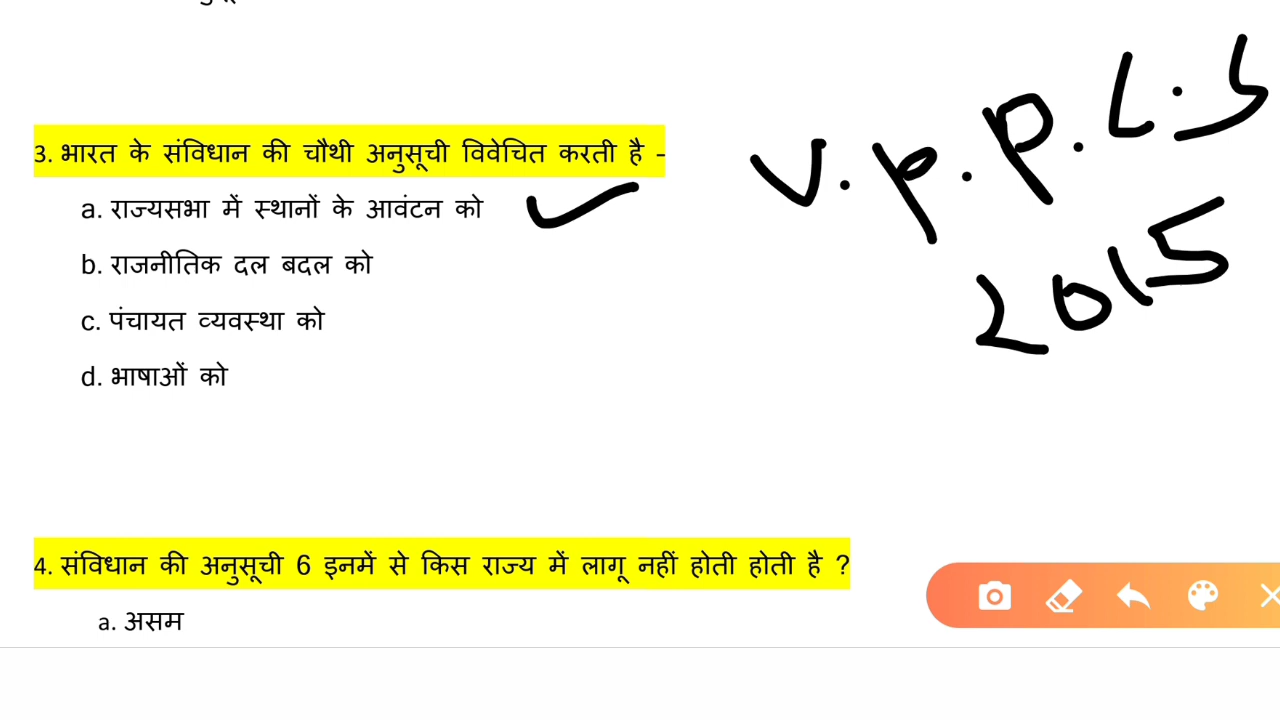 3. भारत के संविधान की चौथी अनुसूची विवेचित करती है -
a. राज्यसभा में स्थानों के आवंटन को
b. राजनीतिक दल बदल को
c. पंचायत व्यवस्था को
d. भाषाओं को
V.P.P.C.S
2015
4. संविधान की अनुसूची 6 इनमें से किस राज्य में लागू नहीं होती होती है ?
a. असम